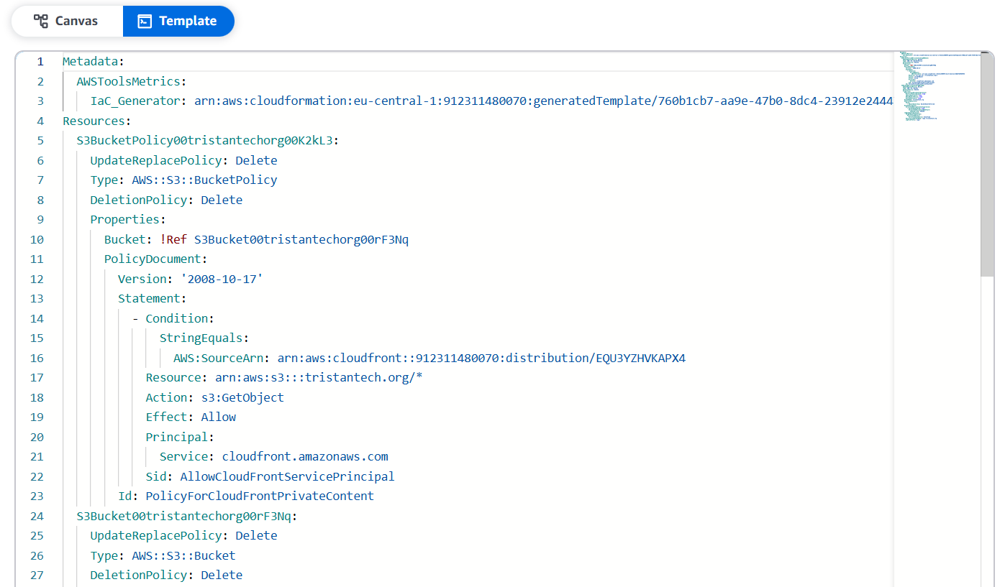 Canvas
Template
1 Metadata:
2 AWSToolsMetrics:
3 IaC_Generator: arn:aws:cloudformation:eu-central-1:912311480070:generatedTemplate/760b1cb7-aa9e-47b0-8dc4-23912e2444
4 Resources:
5 S3BucketPolicy00tristantechorg00K2kL3:
6 UpdateReplacePolicy: Delete
7 Type: AWS::S3::BucketPolicy
8 DeletionPolicy: Delete
9 Properties:
10 Bucket: !Ref S3Bucket00tristantechorg00rF3Nq
11 PolicyDocument:
12 Version: '2008-10-17'
13 Statement:
14 - Condition:
15 StringEquals:
16 AWS:SourceArn: arn:aws:cloudfront::912311480070:distribution/EQU3YZHVKAPX4
17 Resource: arn:aws:s3:::tristantech.org/*
18 Action: s3:GetObject
19 Effect: Allow
20 Principal:
21 Service: cloudfront.amazonaws.com
22 Sid: AllowCloudFrontServicePrincipal
23 Id: PolicyForCloudFrontPrivateContent
24 S3Bucket00tristantechorg00rF3Nq:
25 UpdateReplacePolicy: Delete
26 Type: AWS::S3::Bucket
27 DeletionPolicy: Delete